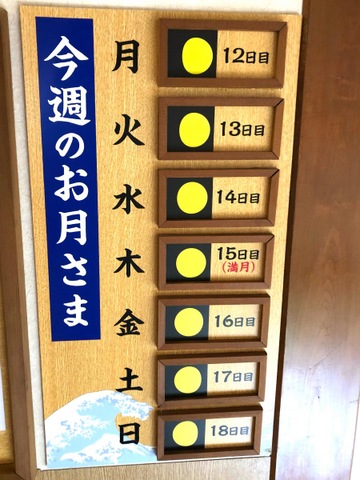 今週のお月さま
月 12日目
火 13日目
水 14日目
木 15日目
(満月)
金 16日目
土 17日目
日 18日目